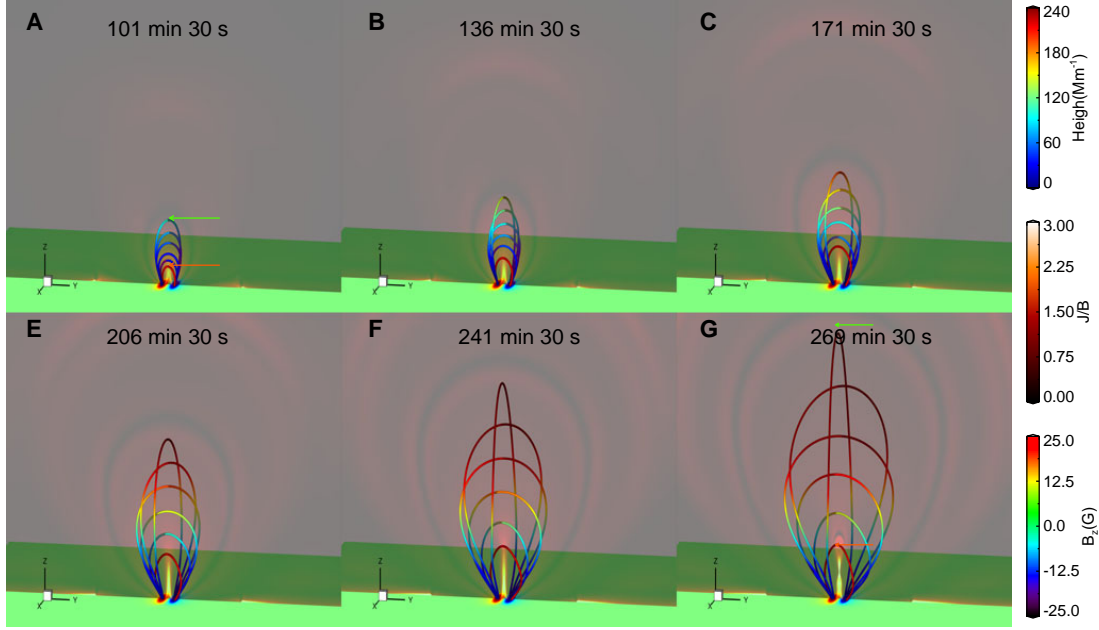 A 101 min 30 s
B 136 min 30 s
C 171 min 30 s
Z
X
Y
Z
X
Y
Z
X
Y
E 206 min 30 s
F 241 min 30 s
G 269 min 30 s
Z
X
Y
Z
X
Y
Z
X
Y
240
180
120
60
0
Heigh(Mm-1)
3.00
2.25
1.50
0.75
0.00
J/B
25.0
12.5
0.0
-12.5
-25.0
Bz(G)